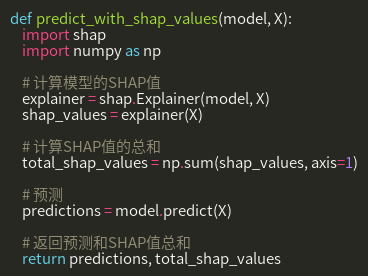 def predict_with_shap_values(model, X):
import shap
import numpy as np
# 计算模型的SHAP值
explainer = shap.Explainer(model, X)
shap_values = explainer(X)
# 计算SHAP值的总和
total_shap_values = np.sum(shap_values, axis=1)
# 预测
predictions = model.predict(X)
# 返回预测和SHAP值总和
return predictions, total_shap_values